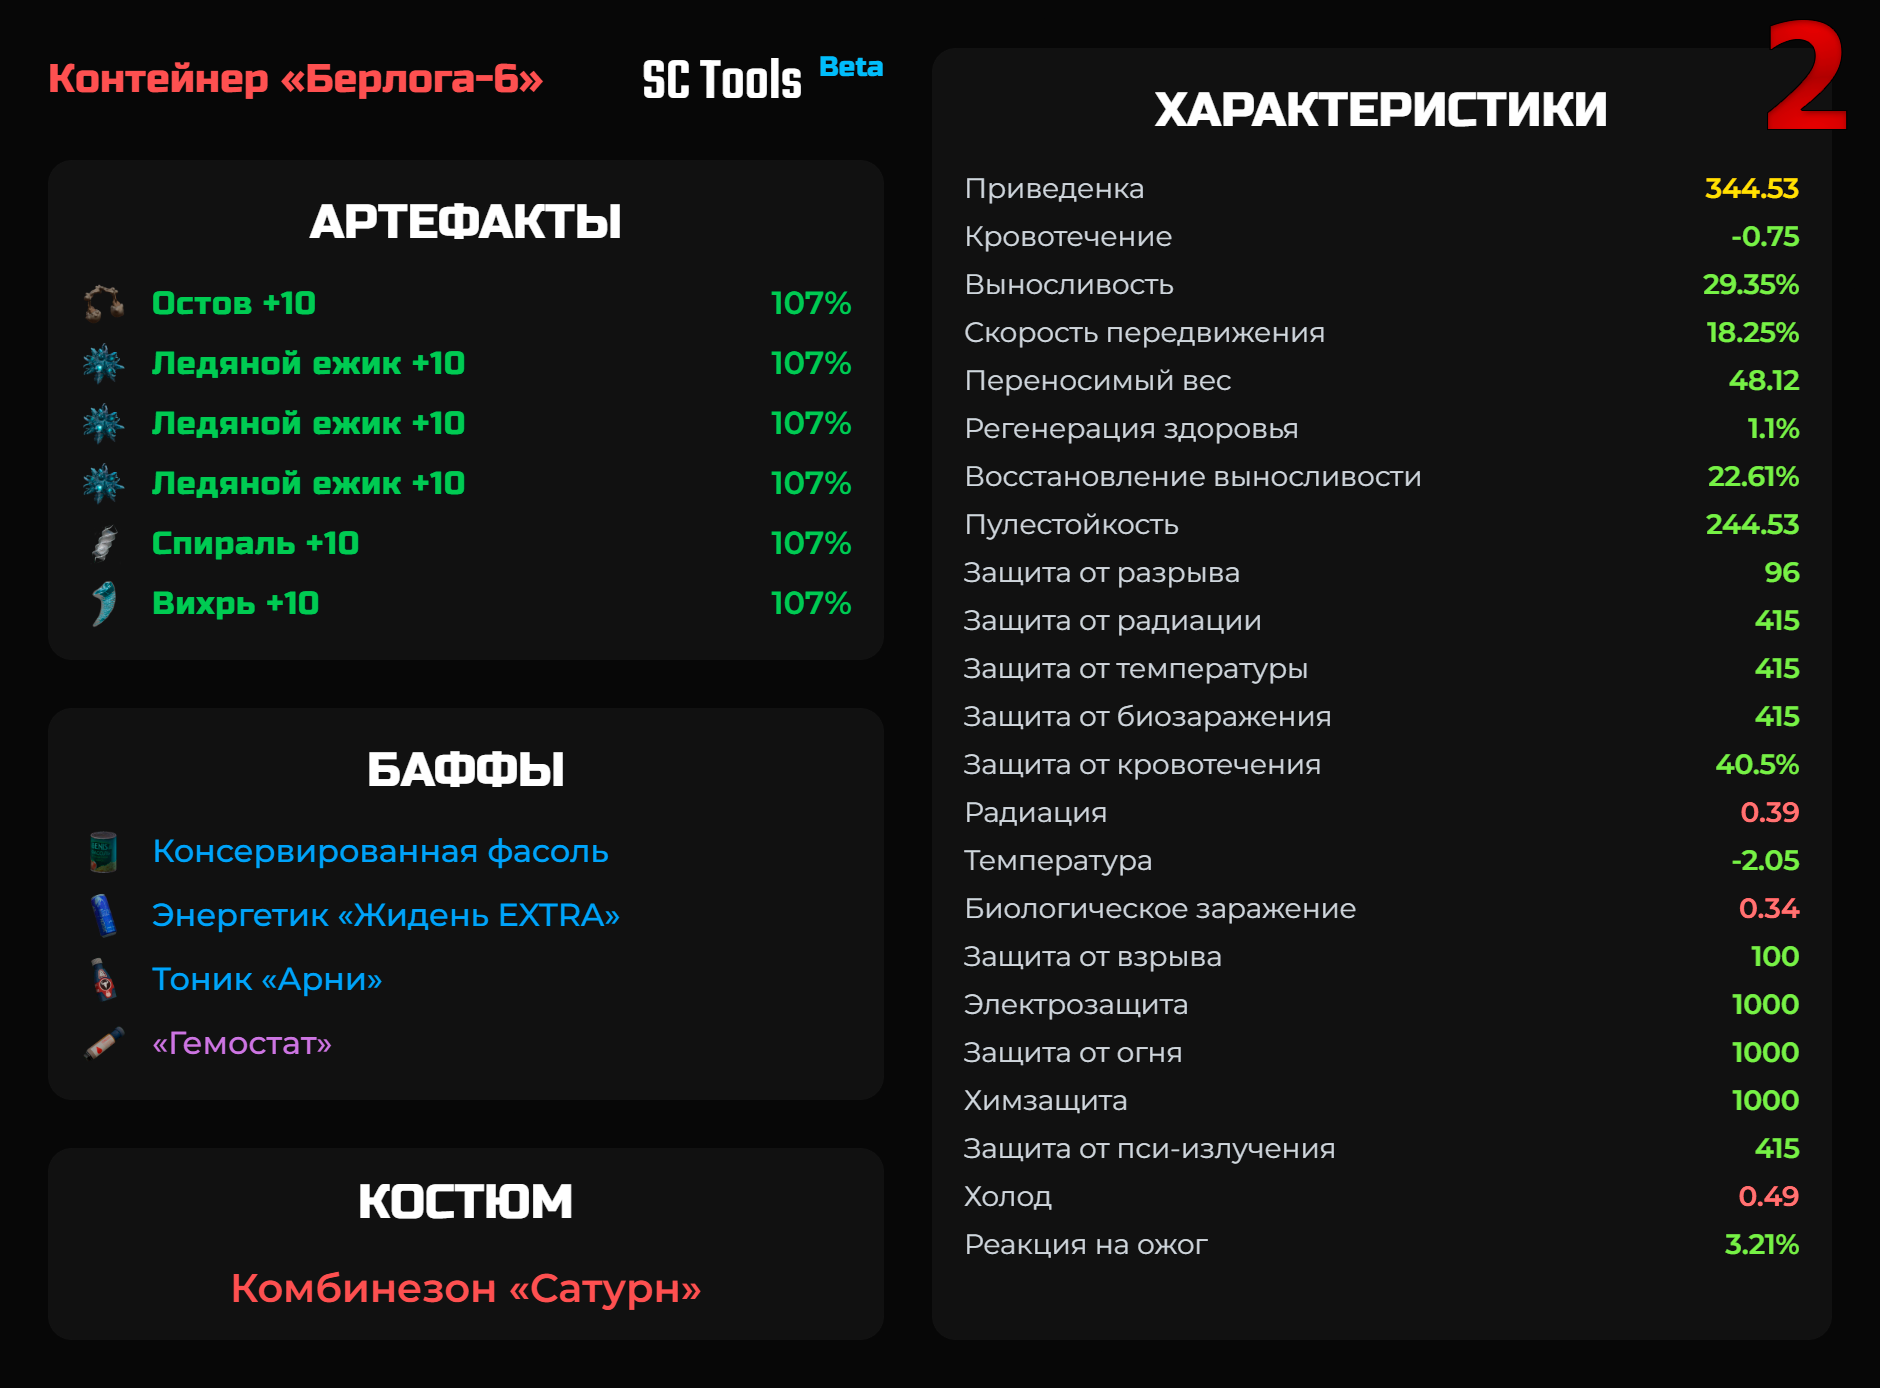 Контейнер «Берлога-6»
SC Tools Beta
АРТЕФАКТЫ
Остов +10 107%
Ледяной ежик +10 107%
Ледяной ежик +10 107%
Ледяной ежик +10 107%
Спираль +10 107%
Вихрь +10 107%
БАФФЫ
Консервированная фасоль
Энергетик «Жидень EXTRA»
Тоник «Арни»
«Гемостат»
КОСТЮМ
Комбинезон «Сатурн»
2
ХАРАКТЕРИСТИКИ
Приведенка 344.53
Кровотечение -0.75
Выносливость 29.35%
Скорость передвижения 18.25%
Переносимый вес 48.12
Регенерация здоровья 1.1%
Восстановление выносливости 22.61%
Пулестойкость 244.53
Защита от разрыва 96
Защита от радиации 415
Защита от температуры 415
Защита от биозаражения 415
Защита от кровотечения 40.5%
Радиация 0.39
Температура -2.05
Биологическое заражение 0.34
Защита от взрыва 100
Электрозащита 1000
Защита от огня 1000
Химзащита 1000
Защита от пси-излучения 415
Холод 0.49
Реакция на ожог 3.21%